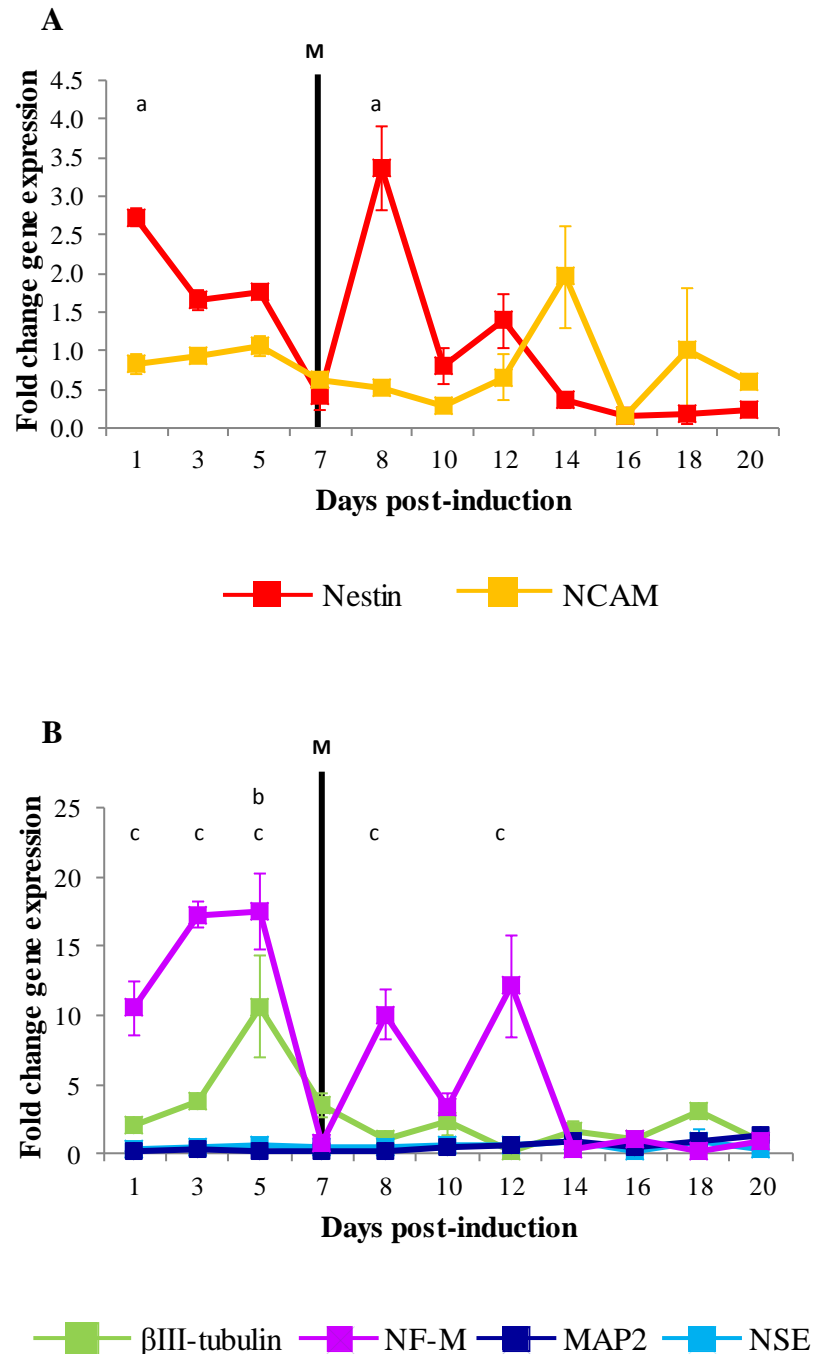 A
M
Fold change gene expression
4.5
4.0
3.5
3.0
2.5
2.0
1.5
1.0
0.5
0.0
a a
1 3 5 7 8 10 12 14 16 18 20
Days post-induction
Nestin NCAM
B
M
Fold change gene expression
25
20
15
10
5
0
b
c c c c c
1 3 5 7 8 10 12 14 16 18 20
Days post-induction
βIII-tubulin NF-M MAP2 NSE